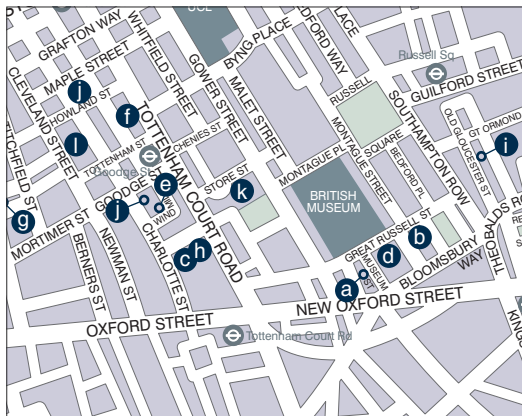 UCL
GRAFTON WAY
MAPLE STREET
WHITFIELD STREET
BYNG PLACE
BEDFORD WAY
PLACE
Russell Sq
GUILFORD STREET
CLEVELAND STREET
j
HOWLAND ST
f
GOWER STREET
MALET STREET
RUSSELL
SQUARE
SOUTHAMPTON ROW
OLD GLOUCESTER ST
GT ORMOND
i
TITCHFIELD ST
l
TOTTENHAM ST
TOTTENHAM COURT ROAD
CHENIES ST
Goodge St
e
MONTAGUE PL
MONTAGUE STREET
BEDFORD PL
GOODGE
STORE ST
k
BRITISH
MUSEUM
j
WIND
MILL
g
MORTIMER ST
BERNERS ST
NEWMAN ST
CHARLOTTE ST
c
h
GREAT RUSSELL ST
b
d
MUSEUM
ST
a
BLOOMSBURY
WAY
THEOBALDS R
NEW OXFORD STREET
OXFORD STREET
Tottenham Court Rd
KINGS